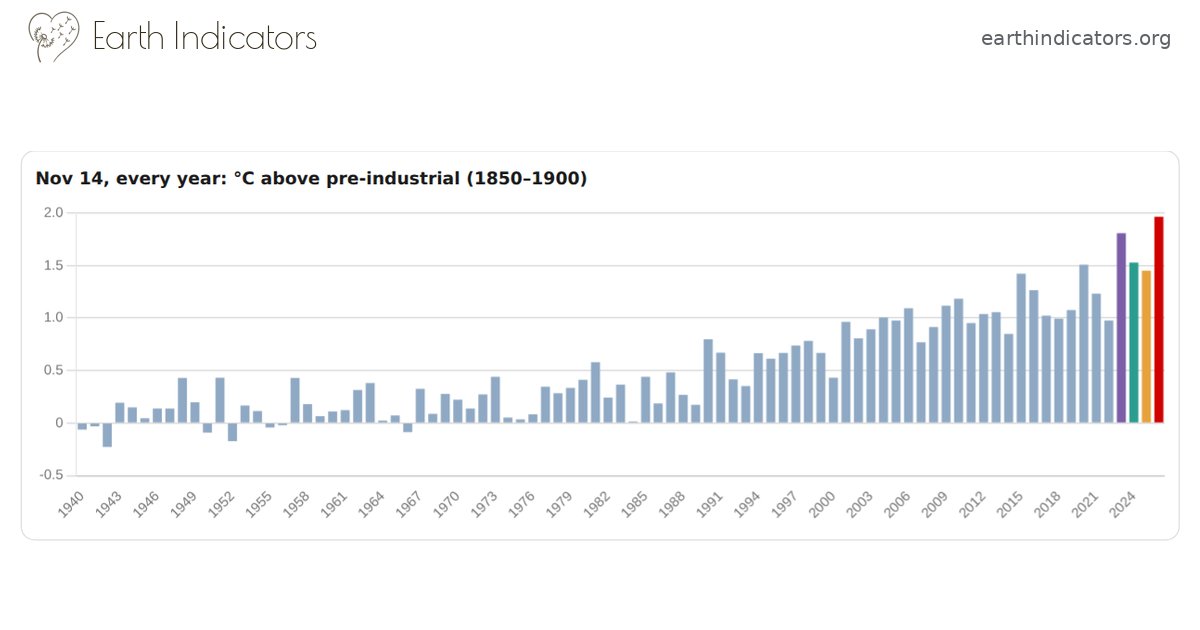 Earth Indicators
earthindicators.org
Nov 14, every year: °C above pre-industrial (1850–1900)
2.0
1.5
1.0
0.5
0
-0.5
1940 1943 1946 1949 1952 1955 1958 1961 1964 1967 1970 1973 1976 1979 1982 1985 1988 1991 1994 1997 2000 2003 2006 2009 2012 2015 2018 2021 2024